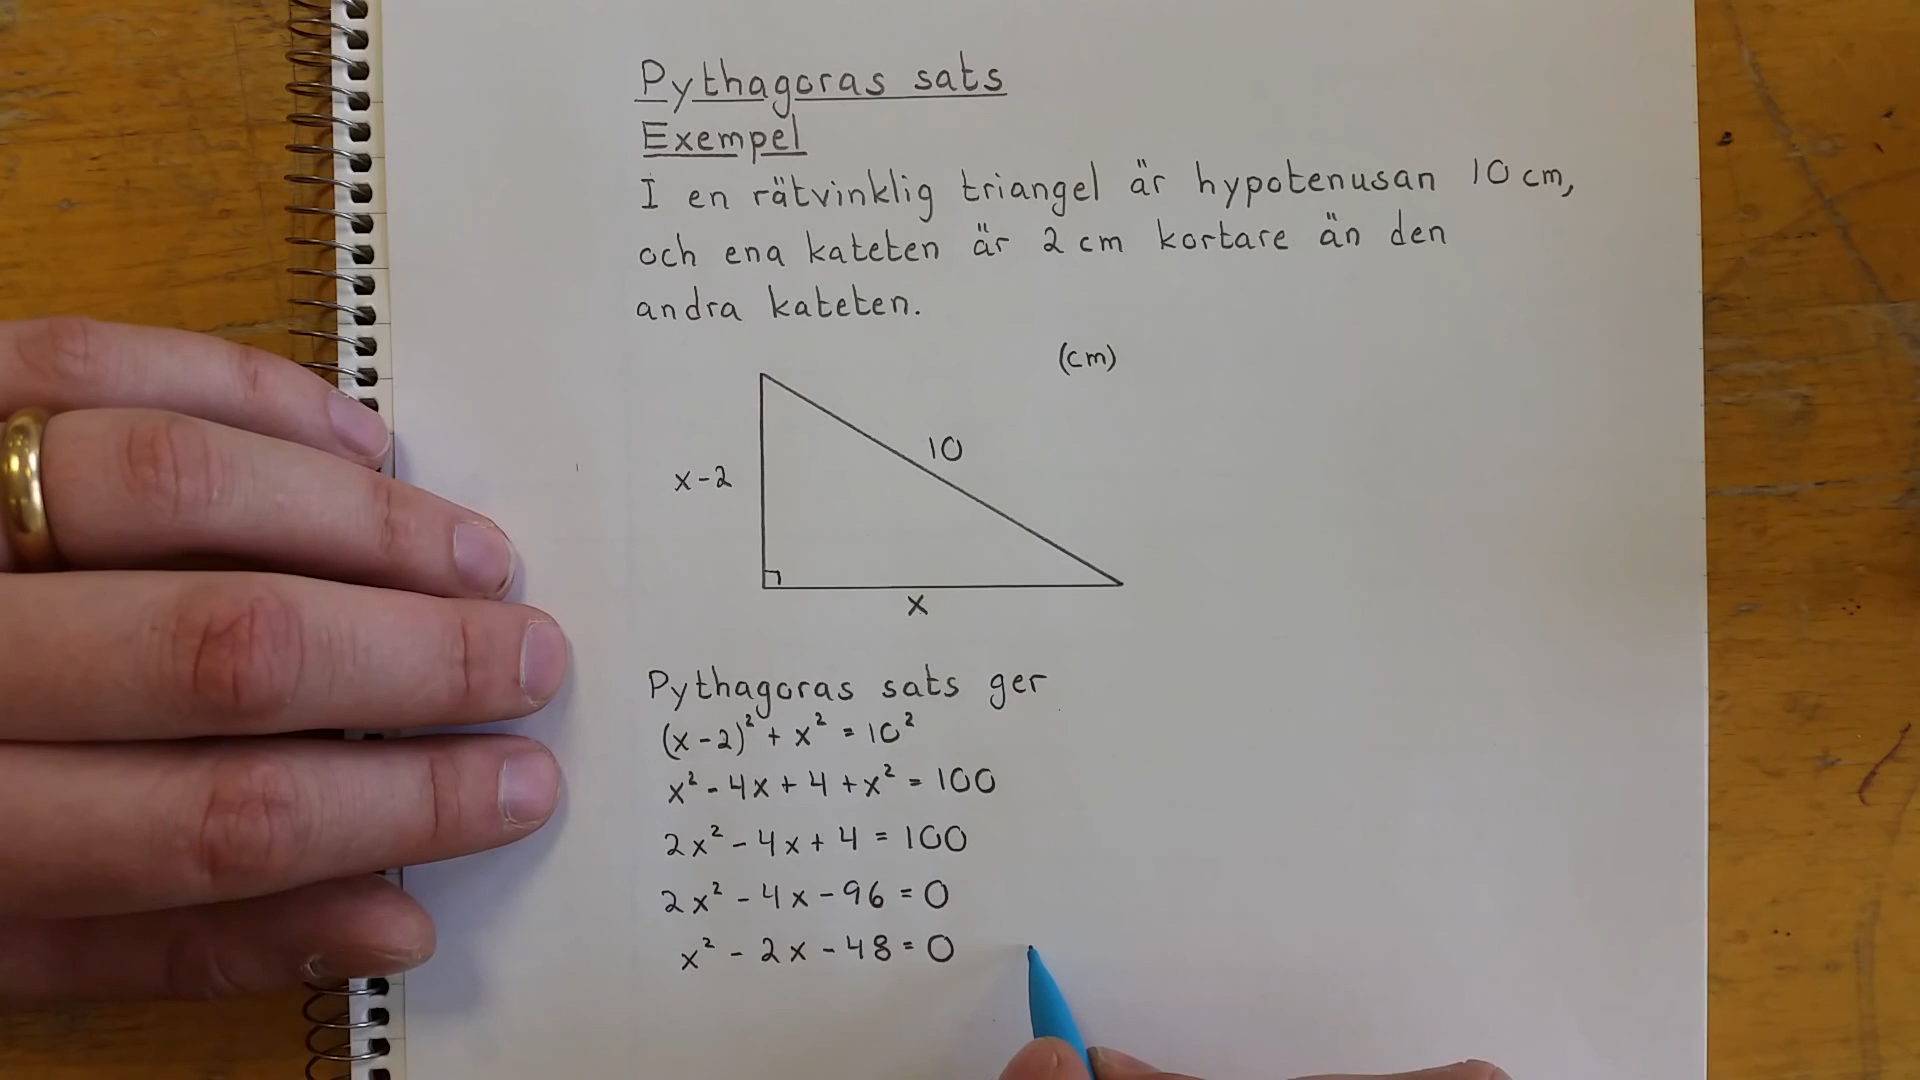 Pythagoras sats
Exempel
I en rätvinklig triangel är hypotenusan 10 cm,
och ena kateten är 2 cm kortare än den
andra kateten.
(cm)
10
x-2
x
Pythagoras sats ger
(x-2)² + x² = 10²
x² - 4x + 4 + x² = 100
2x² - 4x + 4 = 100
2x² - 4x - 96 = 0
x² - 2x - 48 = 0